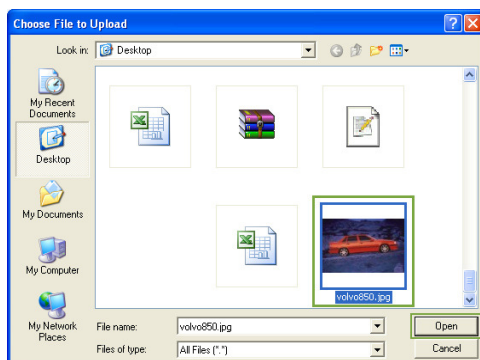 Choose File to Upload
Look in:
Desktop
My Recent
Documents
Desktop
My Documents
My Computer
My Network
Places
volvo850.jpg
File name:
volvo850.jpg
Open
Files of type:
All Files (*.*)
Cancel